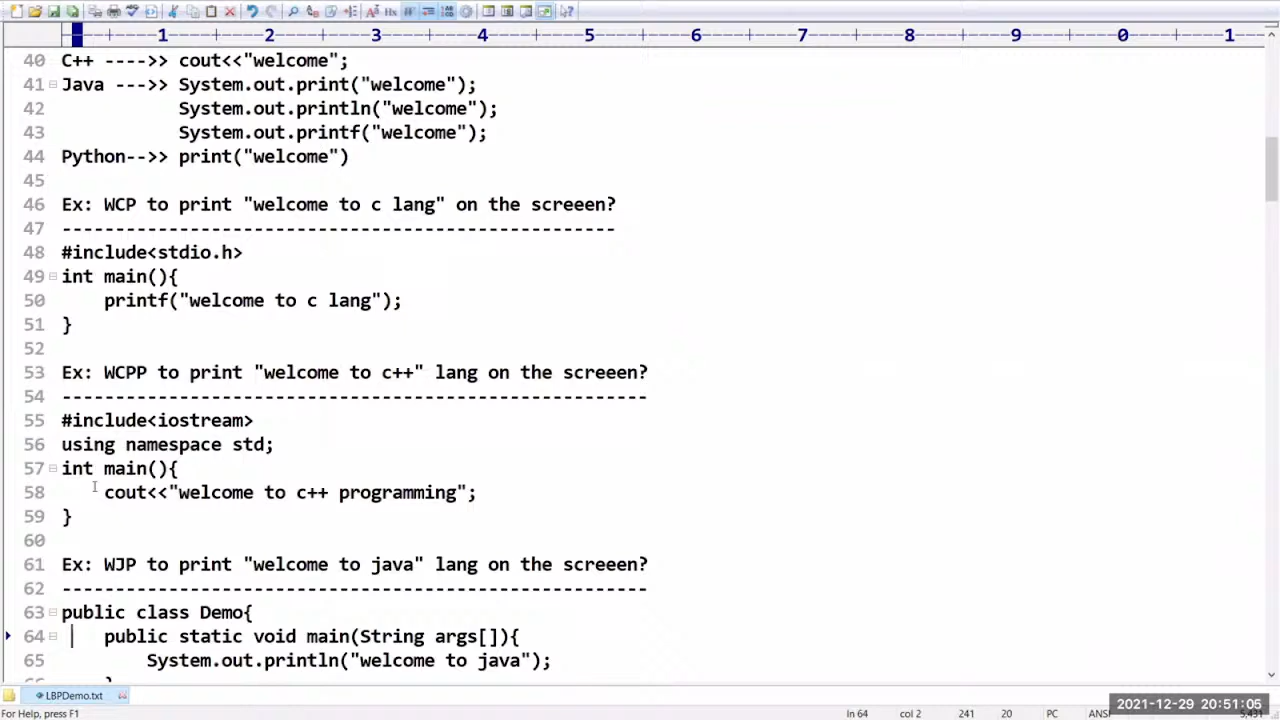 1 2 3 4 5 6 7 8 9 0 1
40 C++ ---->> cout<<"welcome";
41 Java --->> System.out.print("welcome");
42 System.out.println("welcome");
43 System.out.printf("welcome");
44 Python-->> print("welcome")
45
46 Ex: WCP to print "welcome to c lang" on the screeen?
47 ----------------------------------------------------
48 #include<stdio.h>
49 int main(){
50 printf("welcome to c lang");
51 }
52
53 Ex: WCPP to print "welcome to c++" lang on the screeen?
54 -------------------------------------------------------
55 #include<iostream>
56 using namespace std;
57 int main(){
58 cout<<"welcome to c++ programming";
59 }
60
61 Ex: WJP to print "welcome to java" lang on the screeen?
62 -------------------------------------------------------
63 public class Demo{
64 public static void main(String args[]){
65 System.out.println("welcome to java");
LBPDemo.txt
For Help, press F1 ln 64 col 2 241 20 PC ANSI
2021-12-29 20:51:05